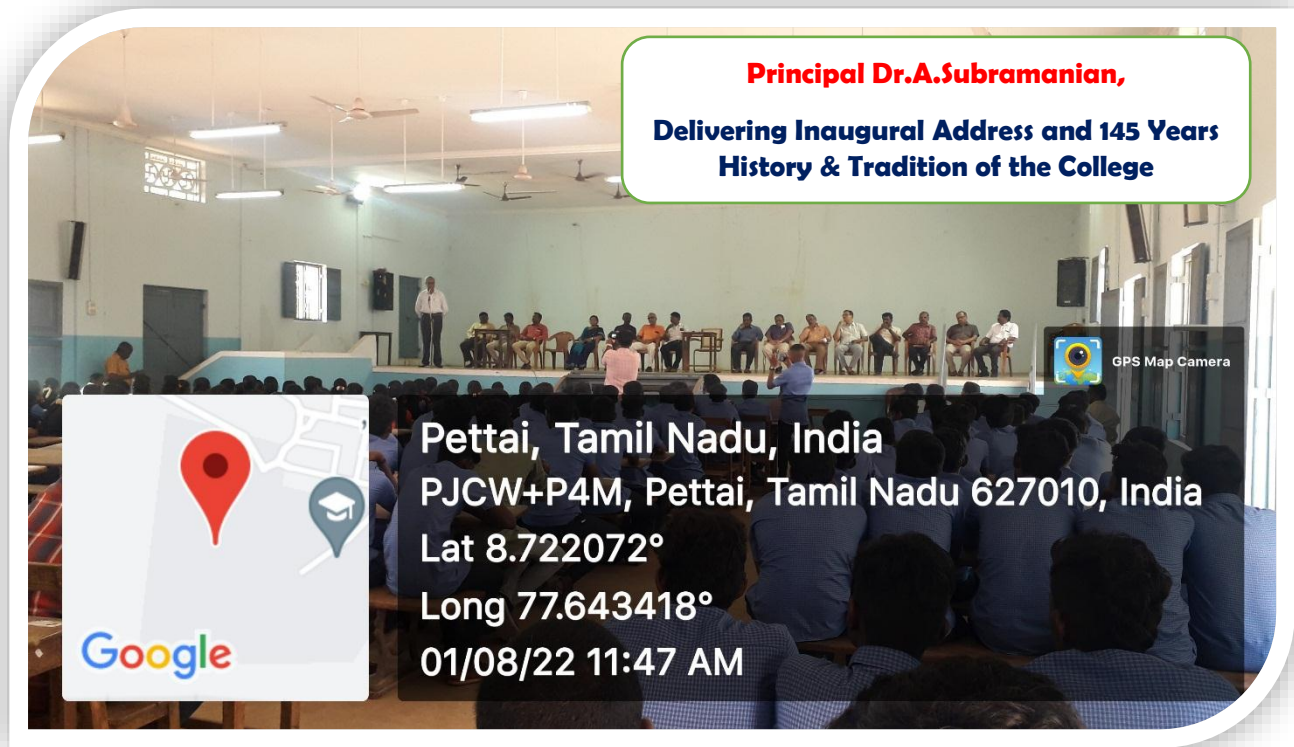 Principal Dr.A.Subramanian,
Delivering Inaugural Address and 145 Years
History & Tradition of the College
GPS Map Camera
Pettai, Tamil Nadu, India
PJCW+P4M, Pettai, Tamil Nadu 627010, India
Lat 8.722072°
Long 77.643418°
01/08/22 11:47 AM
Google